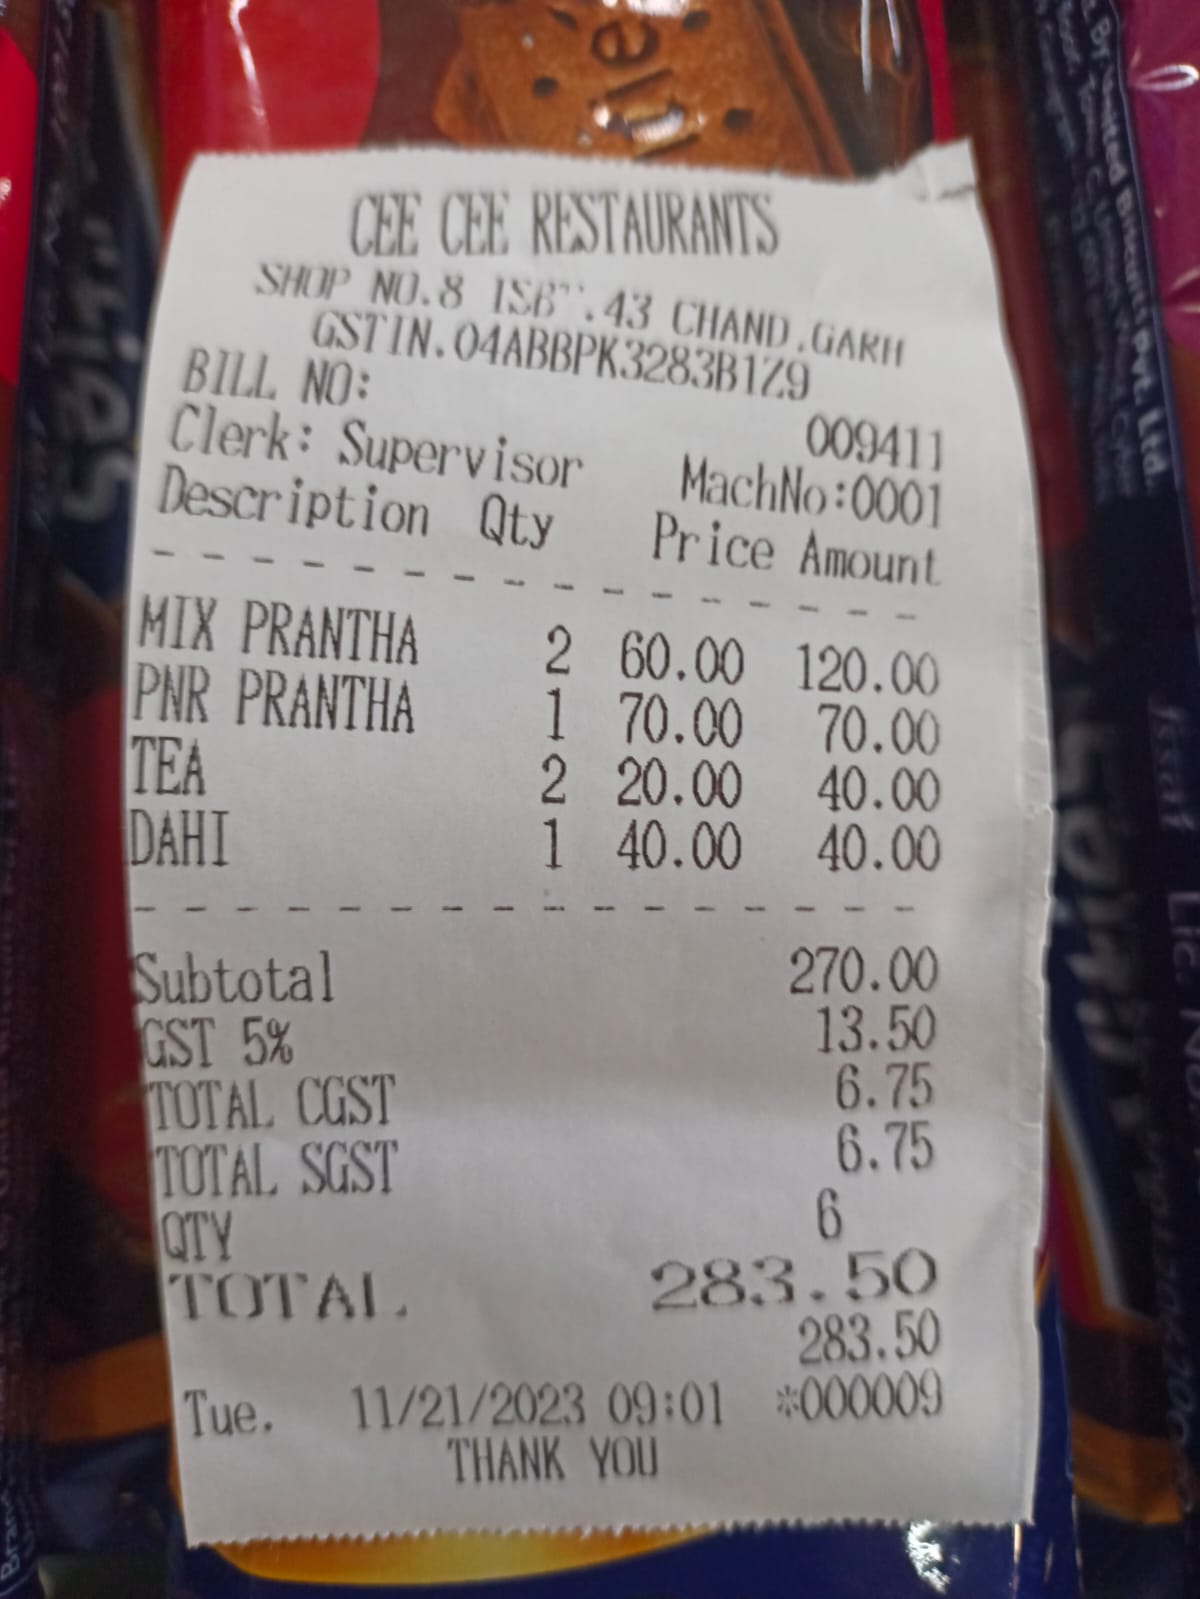 CEE CEE RESTAURANTS
SHOP NO.8 ISBT.43 CHAND.GARH
GSTIN.04ABBPK3283B1Z9
BILL NO: 009411
Clerk: Supervisor MachNo:0001
Description Qty Price Amount
MIX PRANTHA 2 60.00 120.00
PNR PRANTHA 1 70.00 70.00
TEA 2 20.00 40.00
DAHI 1 40.00 40.00
Subtotal 270.00
GST 5% 13.50
TOTAL CGST 6.75
TOTAL SGST 6.75
QTY 6
TOTAL 283.50
283.50
Tue. 11/21/2023 09:01 *000009
THANK YOU